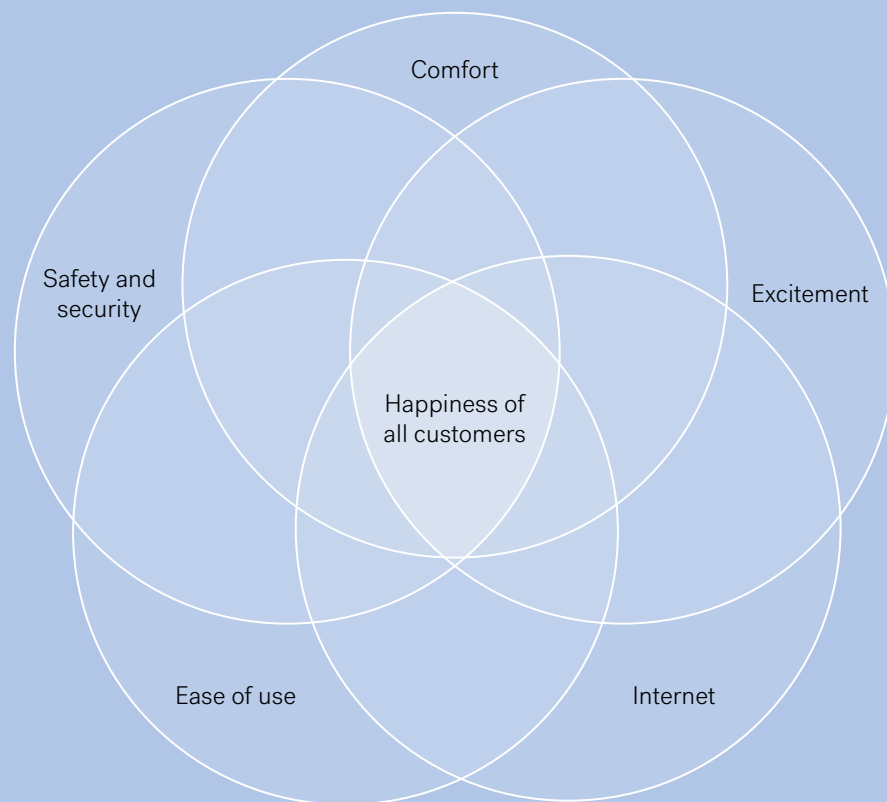 Comfort
Safety and
security
Excitement
Happiness of
all customers
Ease of use
Internet